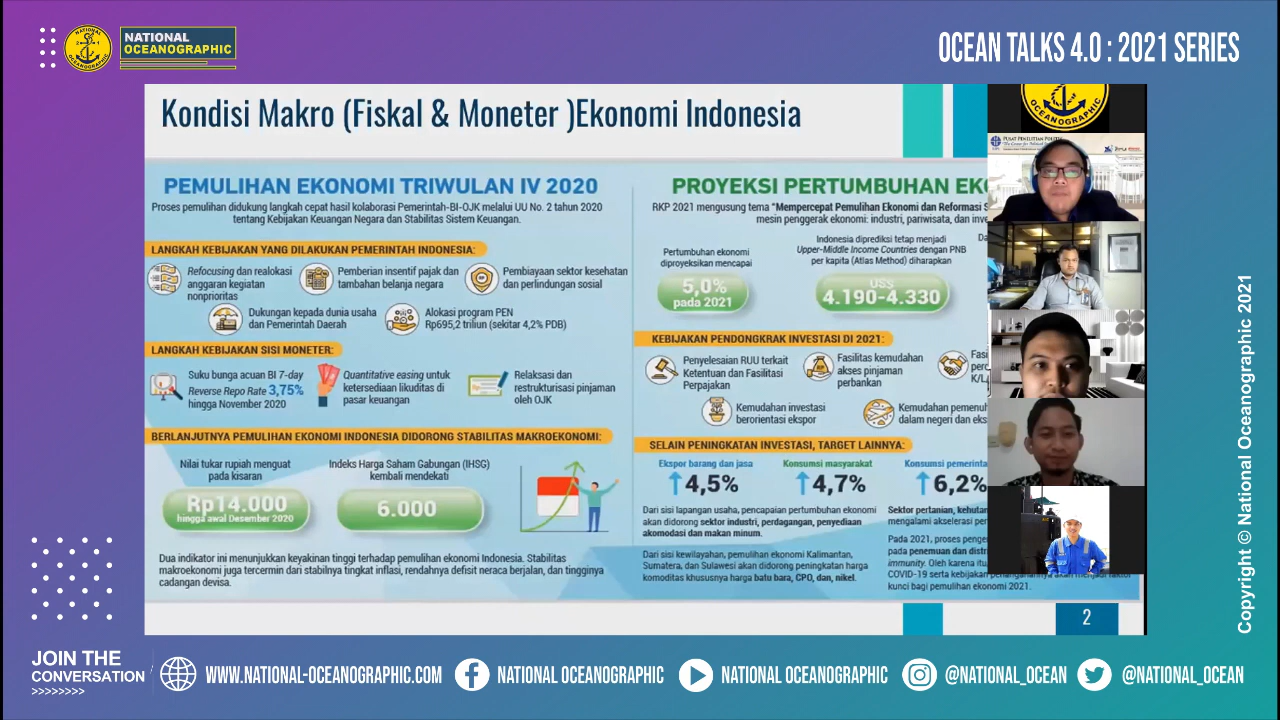 NATIONAL
OCEANOGRAPHIC
OCEAN TALKS 4.0 : 2021 SERIES
Kondisi Makro (Fiskal & Moneter )Ekonomi Indonesia
PEMULIHAN EKONOMI TRIWULAN IV 2020
Proses pemulihan didukung langkah cepat hasil kolaborasi Pemerintah-BI-OJK melalui UU No. 2 tahun 2020
tentang Kebijakan Keuangan Negara dan Stabilitas Sistem Keuangan.
LANGKAH KEBIJAKAN YANG DILAKUKAN PEMERINTAH INDONESIA:
Refocusing dan realokasi
anggaran kegiatan
nonprioritas
Pemberian insentif pajak dan
tambahan belanja negara
Pembiayaan sektor kesehatan
dan perlindungan sosial
Dukungan kepada dunia usaha
dan Pemerintah Daerah
Alokasi program PEN
Rp695,2 triliun (sekitar 4,2% PDB)
LANGKAH KEBIJAKAN SISI MONETER:
Suku bunga acuan BI 7-day
Reverse Repo Rate 3,75%
hingga November 2020
Quantitative easing untuk
ketersediaan likuditas di
pasar keuangan
Relaksasi dan
restrukturisasi pinjaman
oleh OJK
BERLANJUTNYA PEMULIHAN EKONOMI INDONESIA DIDORONG STABILITAS MAKROEKONOMI:
Nilai tukar rupiah menguat
pada kisaran
Rp14.000
hingga awal Desember 2020
Indeks Harga Saham Gabungan (IHSG)
kembali mendekati
6.000
Dua indikator ini menunjukkan keyakinan tinggi terhadap pemulihan ekonomi Indonesia. Stabilitas
makroekonomi juga tercermin dari stabilnya tingkat inflasi, rendahnya defisit neraca berjalan, dan tingginya
cadangan devisa.
PROYEKSI PERTUMBUHAN EKO
RKP 2021 mengusung tema "Mempercepat Pemulihan Ekonomi dan Reformasi S
mesin penggerak ekonomi: industri, pariwisata, dan inve
Pertumbuhan ekonomi
diproyeksikan mencapai
5,0%
pada 2021
Indonesia diprediksi tetap menjadi
Upper-Middle Income Countries dengan PNB
per kapita (Atlas Method) diharapkan
US$
4.190-4.330
Da
KEBIJAKAN PENDONGKRAK INVESTASI DI 2021:
Penyelesaian RUU terkait
Ketentuan dan Fasilitasi
Perpajakan
Fasilitas kemudahan
akses pinjaman
perbankan
Fasi
perc
K/L
Kemudahan investasi
berorientasi ekspor
Kemudahan pemenuh
dalam negeri dan eks
SELAIN PENINGKATAN INVESTASI, TARGET LAINNYA:
Ekspor barang dan jasa
4,5%
Konsumsi masyarakat
4,7%
Konsumsi pemerinta
6,2%
Dari sisi lapangan usaha, pencapaian pertumbuhan ekonomi
akan didorong sektor industri, perdagangan, penyediaan
akomodasi dan makan minum.
Dari sisi kewilayahan, pemulihan ekonomi Kalimantan,
Sumatera, dan Sulawesi akan didorong peningkatan harga
komoditas khususnya harga batu bara, CPO, dan, nikel.
Sektor pertanian, kehutan
mengalami akselerasi per
Pada 2021, proses penge
pada penemuan dan distr
immunity. Oleh karena itu
COVID-19 serta kebijakan penanganannya akan menjadi faktor
kunci bagi pemulihan ekonomi 2021.
OCEANOGRAPHIC
2
Copyright © National Oceanographic 2021
JOIN THE
CONVERSATION
>>>>>>>>
WWW.NATIONAL-OCEANOGRAPHIC.COM
NATIONAL OCEANOGRAPHIC
NATIONAL OCEANOGRAPHIC
@NATIONAL_OCEAN
@NATIONAL_OCEAN